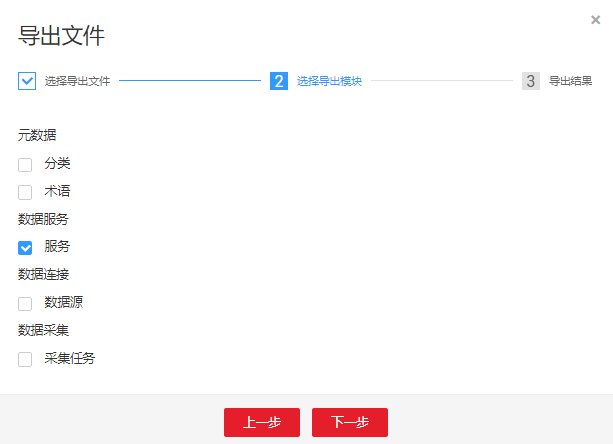 导出文件
选择导出文件 2 选择导出模块 3 导出结果
元数据
分类
术语
数据服务
服务
数据连接
数据源
数据采集
采集任务
上一步 下一步